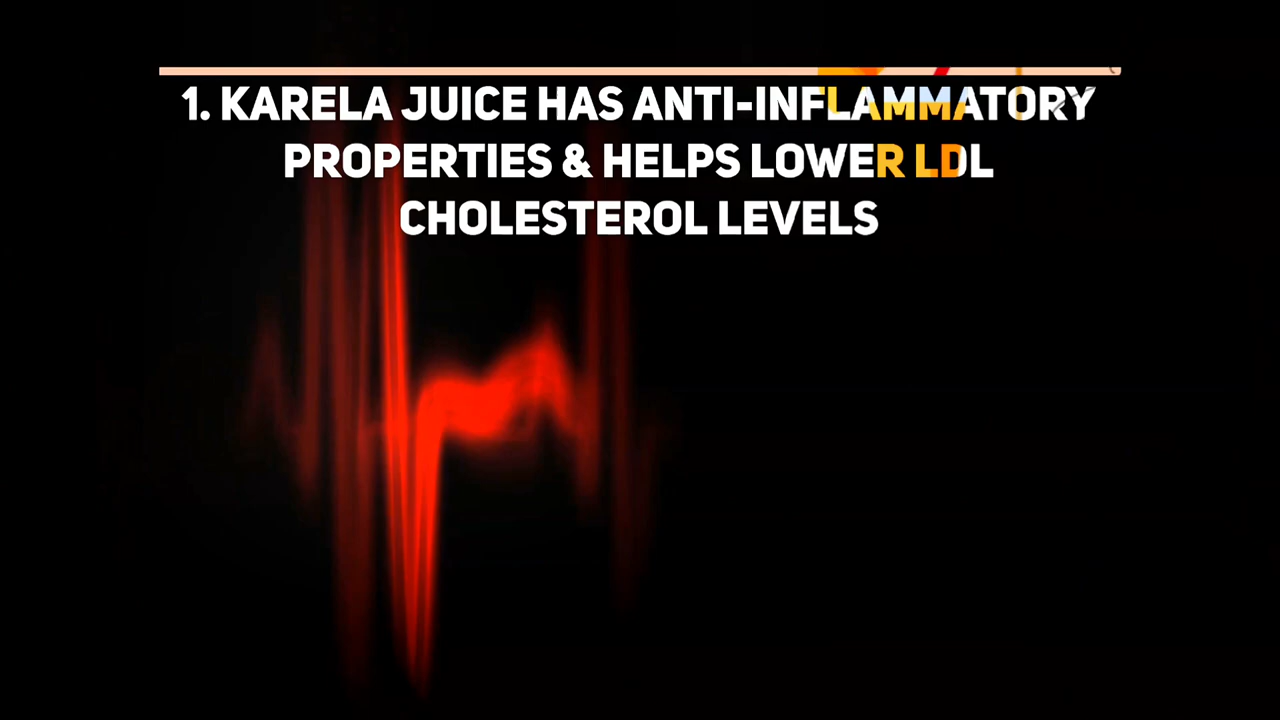 1. KARELA JUICE HAS ANTI-INFLAMMATORY
PROPERTIES & HELPS LOWER LDL
CHOLESTEROL LEVELS